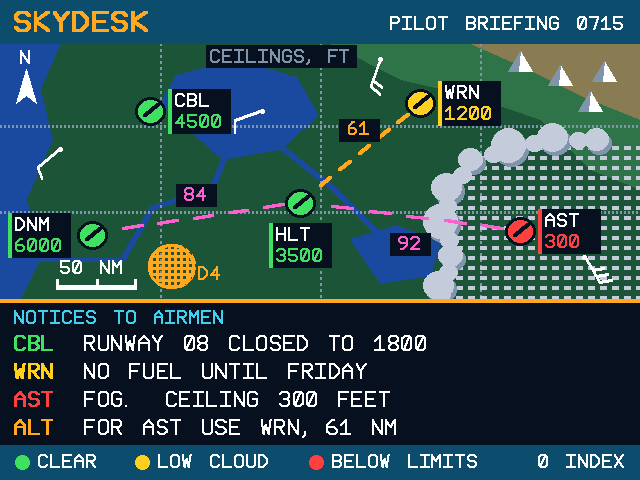 SKYDESK
PILOT BRIEFING 0715
CEILINGS, FT
N
CBL
4500
WRN
1200
61
84
DNM
6000
HLT
3500
92
AST
300
50 NM
D4
NOTICES TO AIRMEN
CBL RUNWAY 08 CLOSED TO 1800
WRN NO FUEL UNTIL FRIDAY
AST FOG. CEILING 300 FEET
ALT FOR AST USE WRN, 61 NM
CLEAR LOW CLOUD BELOW LIMITS 0 INDEX